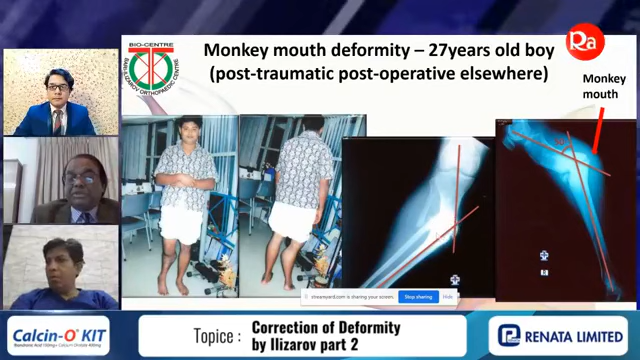 Ra
BIO-CENTRE
BARI-ILIZAROV ORTHOPAEDIC CENTRE
Monkey mouth deformity – 27years old boy
(post-traumatic post-operative elsewhere)
Monkey
mouth
streamyard.com is sharing your screen.
Stop sharing
Hide
Calcin-O® KIT
Topice :
Correction of Deformity
by Ilizarov part 2
RENATA LIMITED